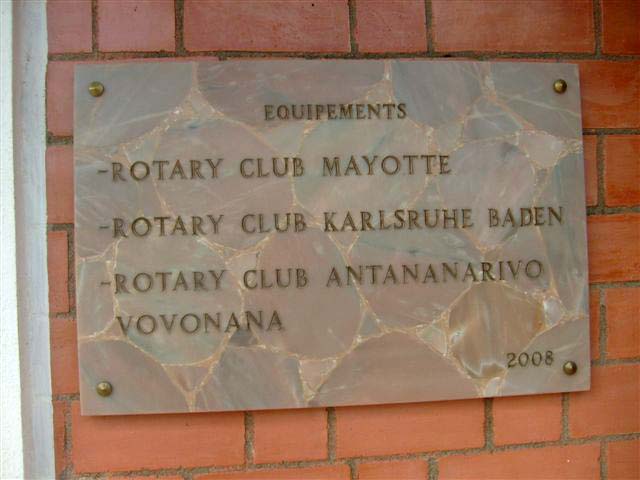 EQUIPEMENTS
-ROTARY CLUB MAYOTTE
-ROTARY CLUB KARLSRUHE BADEN
-ROTARY CLUB ANTANANARIVO
VOVONANA
2008